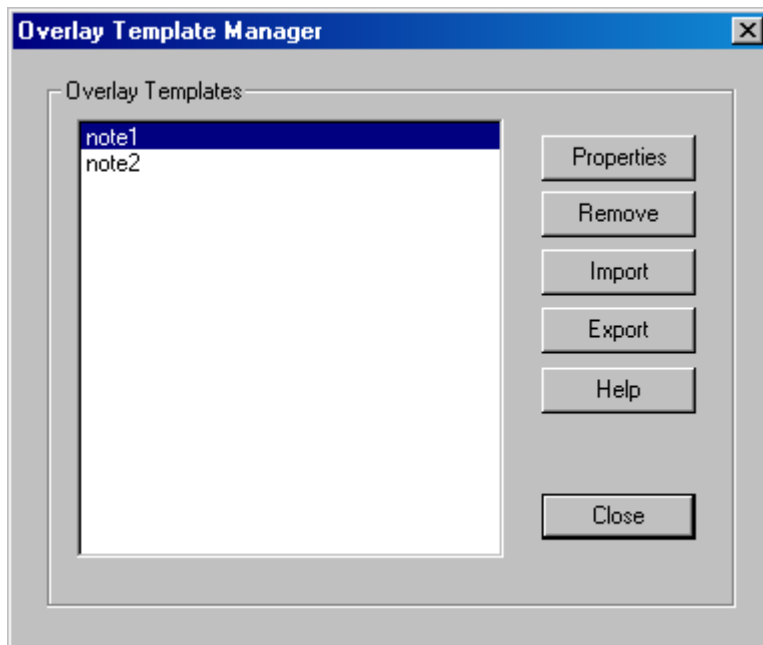 Overlay Template Manager
Overlay Templates
note1
note2
Properties
Remove
Import
Export
Help
Close